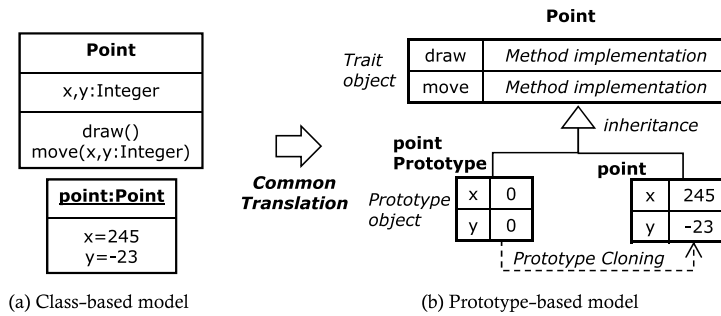 Point
x,y:Integer
draw()
move(x,y:Integer)
point:Point
x=245
y=-23
(a) Class-based model
Common
Translation
Point
Trait
object
draw Method implementation
move Method implementation
inheritance
point
Prototype
point
Prototype
object
x 0
y 0
x 245
y -23
Prototype Cloning
(b) Prototype-based model